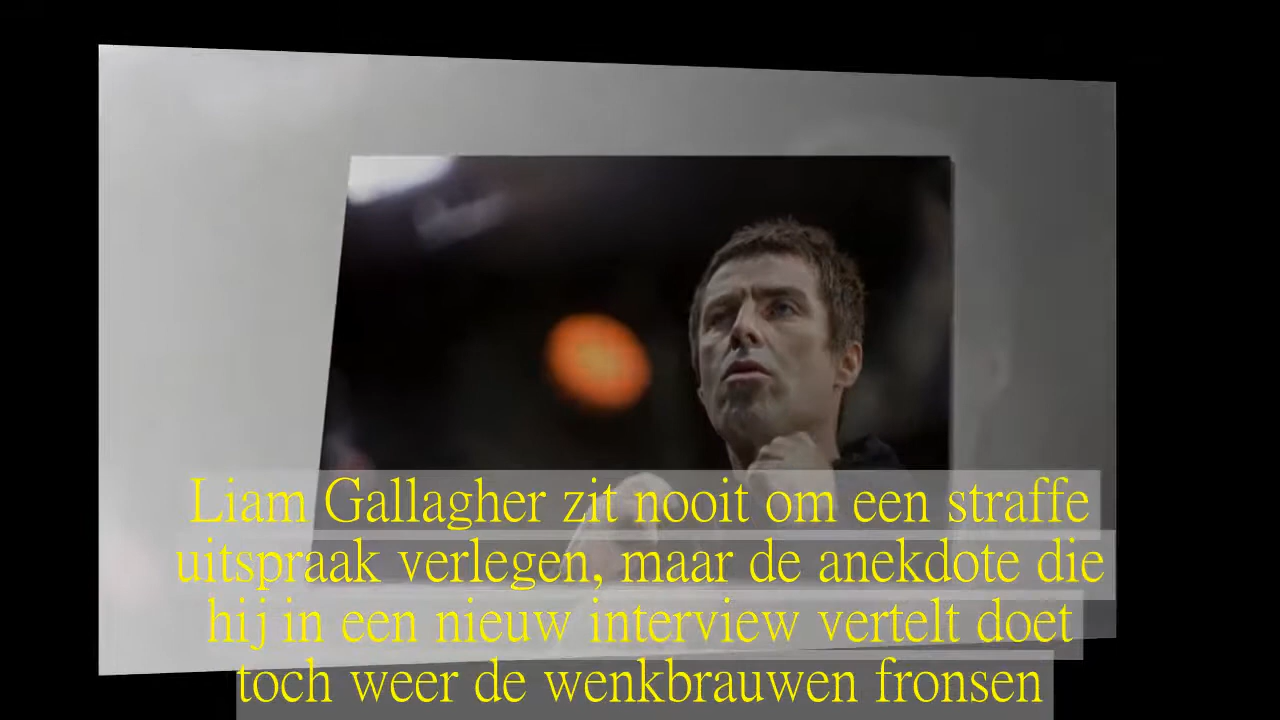 Liam Gallagher zit nooit om een straffe
uitspraak verlegen, maar de anekdote die
hij in een nieuw interview vertelt doet
toch weer de wenkbrauwen fronsen